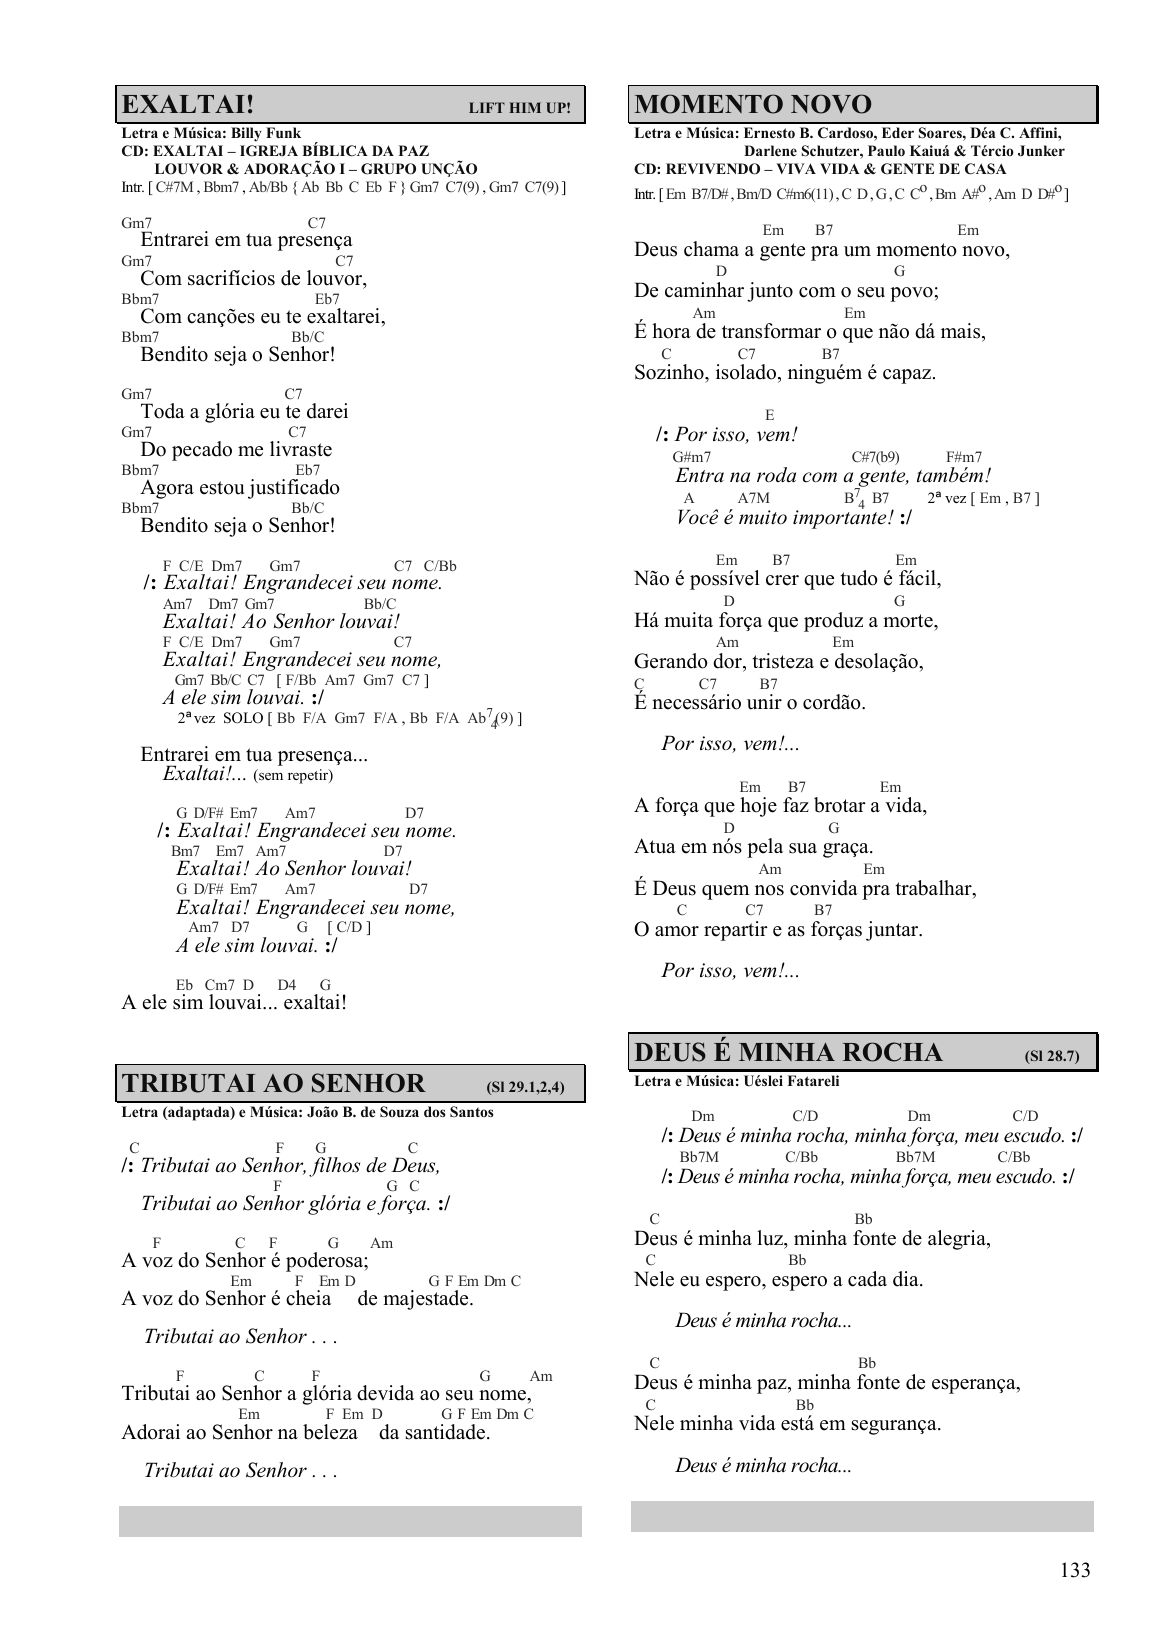 EXALTAI! LIFT HIM UP!
Letra e Música: Billy Funk
CD: EXALTAI – IGREJA BÍBLICA DA PAZ
LOUVOR & ADORAÇÃO I – GRUPO UNÇÃO
Intr. [ C#7M , Bbm7 , Ab/Bb { Ab Bb C Eb F } Gm7 C7(9) , Gm7 C7(9) ]
Gm7 C7
Entrarei em tua presença
Gm7 C7
Com sacrifícios de louvor,
Bbm7 Eb7
Com canções eu te exaltarei,
Bbm7 Bb/C
Bendito seja o Senhor!
Gm7 C7
Toda a glória eu te darei
Gm7 C7
Do pecado me livraste
Bbm7 Eb7
Agora estou justificado
Bbm7 Bb/C
Bendito seja o Senhor!
F C/E Dm7 Gm7 C7 C/Bb
/: Exaltai! Engrandecei seu nome.
Am7 Dm7 Gm7 Bb/C
Exaltai! Ao Senhor louvai!
F C/E Dm7 Gm7 C7
Exaltai! Engrandecei seu nome,
Gm7 Bb/C C7 [ F/Bb Am7 Gm7 C7 ]
A ele sim louvai. :/
2ª vez SOLO [ Bb F/A Gm7 F/A , Bb F/A Ab74(9) ]
Entrarei em tua presença...
Exaltai!... (sem repetir)
G D/F# Em7 Am7 D7
/: Exaltai! Engrandecei seu nome.
Bm7 Em7 Am7 D7
Exaltai! Ao Senhor louvai!
G D/F# Em7 Am7 D7
Exaltai! Engrandecei seu nome,
Am7 D7 G [ C/D ]
A ele sim louvai. :/
Eb Cm7 D D4 G
A ele sim louvai... exaltai!
TRIBUTAI AO SENHOR (Sl 29.1,2,4)
Letra (adaptada) e Música: João B. de Souza dos Santos
C F G C
/: Tributai ao Senhor, filhos de Deus,
F G C
Tributai ao Senhor glória e força. :/
F C F G Am
A voz do Senhor é poderosa;
Em F Em D G F Em Dm C
A voz do Senhor é cheia de majestade.
Tributai ao Senhor . . .
F C F G Am
Tributai ao Senhor a glória devida ao seu nome,
Em F Em D G F Em Dm C
Adorai ao Senhor na beleza da santidade.
Tributai ao Senhor . . .
MOMENTO NOVO
Letra e Música: Ernesto B. Cardoso, Eder Soares, Déa C. Affini,
Darlene Schutzer, Paulo Kaiuá & Tércio Junker
CD: REVIVENDO – VIVA VIDA & GENTE DE CASA
Intr. [ Em B7/D# , Bm/D C#m6(11) , C D , G , C Cº , Bm A#º , Am D D#º ]
Em B7 Em
Deus chama a gente pra um momento novo,
D G
De caminhar junto com o seu povo;
Am Em
É hora de transformar o que não dá mais,
C C7 B7
Sozinho, isolado, ninguém é capaz.
E
/: Por isso, vem!
G#m7 C#7(b9) F#m7
Entra na roda com a gente, também!
A A7M B74 B7 2ª vez [ Em , B7 ]
Você é muito importante! :/
Em B7 Em
Não é possível crer que tudo é fácil,
D G
Há muita força que produz a morte,
Am Em
Gerando dor, tristeza e desolação,
C C7 B7
É necessário unir o cordão.
Por isso, vem!...
Em B7 Em
A força que hoje faz brotar a vida,
D G
Atua em nós pela sua graça.
Am Em
É Deus quem nos convida pra trabalhar,
C C7 B7
O amor repartir e as forças juntar.
Por isso, vem!...
DEUS É MINHA ROCHA (Sl 28.7)
Letra e Música: Uéslei Fatareli
Dm C/D Dm C/D
/: Deus é minha rocha, minha força, meu escudo. :/
Bb7M C/Bb Bb7M C/Bb
/: Deus é minha rocha, minha força, meu escudo. :/
C Bb
Deus é minha luz, minha fonte de alegria,
C Bb
Nele eu espero, espero a cada dia.
Deus é minha rocha...
C Bb
Deus é minha paz, minha fonte de esperança,
C Bb
Nele minha vida está em segurança.
Deus é minha rocha...
133